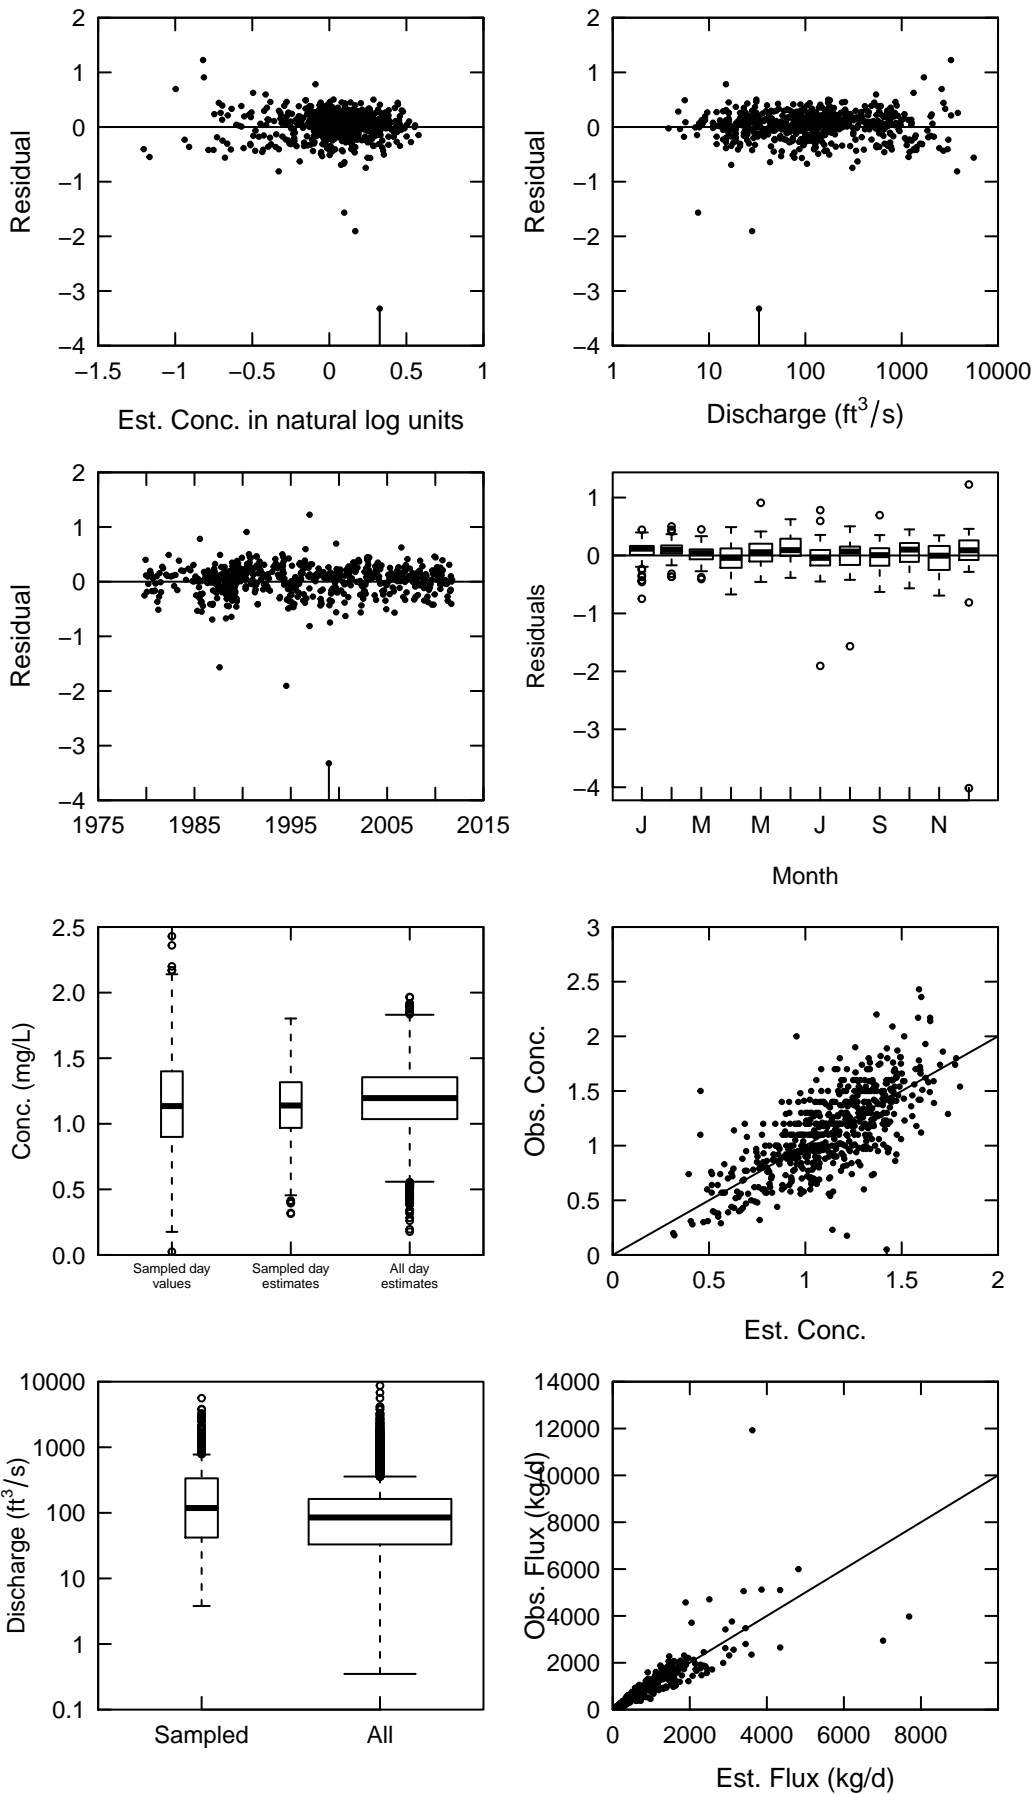 2
1
0
−1
−2
−3
−4
Residual
−1.5 −1 −0.5 0 0.5 1
Est. Conc. in natural log units
2
1
0
−1
−2
−3
−4
Residual
1 10 100 1000 10000
Discharge (ft3/s)
2
1
0
−1
−2
−3
−4
Residual
1975 1985 1995 2005 2015
1
0
−1
−2
−3
−4
Residuals
J M M J S N
Month
2.5
2.0
1.5
1.0
0.5
0.0
Conc. (mg/L)
Sampled day
values
Sampled day
estimates
All day
estimates
3
2.5
2
1.5
1
0.5
0
Obs. Conc.
0 0.5 1 1.5 2
Est. Conc.
10000
1000
100
10
1
0.1
Discharge (ft3/s)
Sampled All
14000
12000
10000
8000
6000
4000
2000
0
Obs. Flux (kg/d)
0 2000 4000 6000 8000
Est. Flux (kg/d)